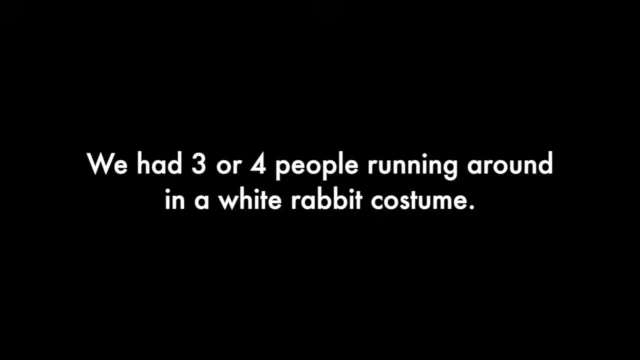 We had 3 or 4 people running around
in a white rabbit costume.